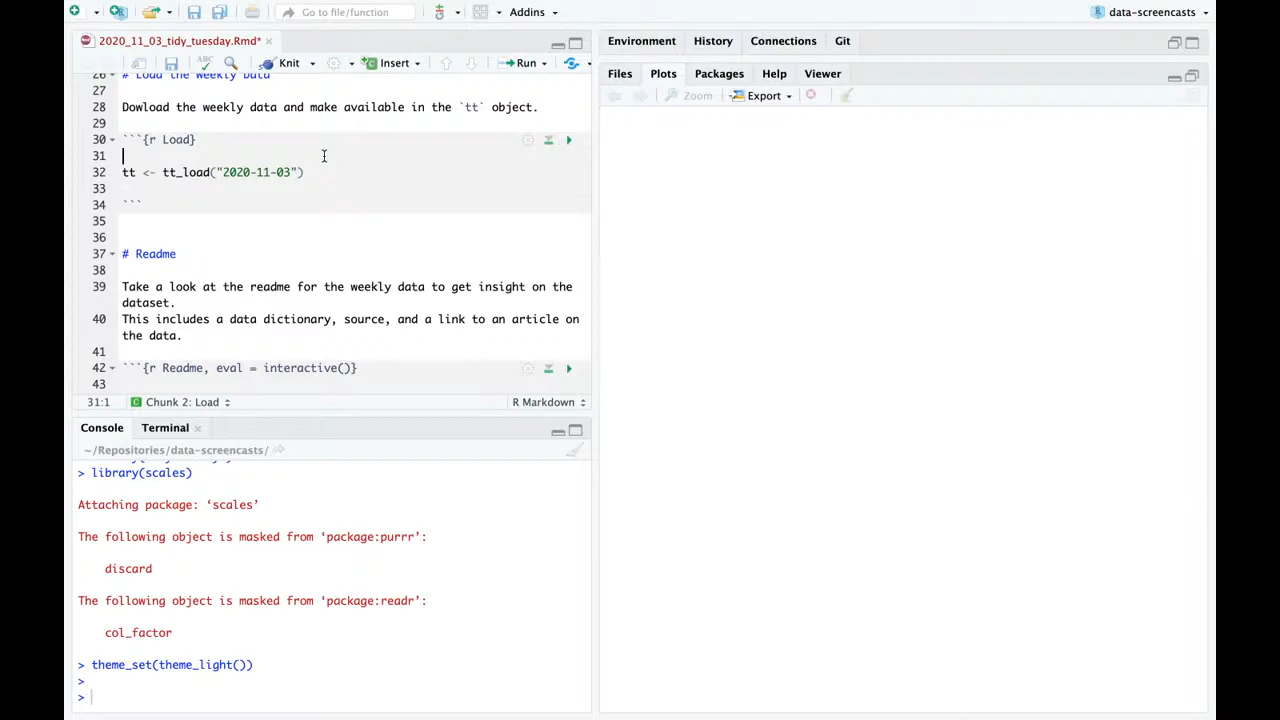 Go to file/function
Addins
data-screencasts
2020_11_03_tidy_tuesday.Rmd*
ABC
Knit
Insert
Run
26 # Load the weekly data
27
28 Dowload the weekly data and make available in the `tt` object.
29
30 ```{r Load}
31
32 tt <- tt_load("2020-11-03")
33
34 ```
35
36
37 # Readme
38
39 Take a look at the readme for the weekly data to get insight on the
dataset.
40 This includes a data dictionary, source, and a link to an article on
the data.
41
42 ```{r Readme, eval = interactive()}
43
31:1 Chunk 2: Load R Markdown
Console Terminal
~/Repositories/data-screencasts/
> library(scales)
Attaching package: ‘scales’
The following object is masked from ‘package:purrr’:
discard
The following object is masked from ‘package:readr’:
col_factor
> theme_set(theme_light())
>
>
Environment History Connections Git
Files Plots Packages Help Viewer
Zoom Export